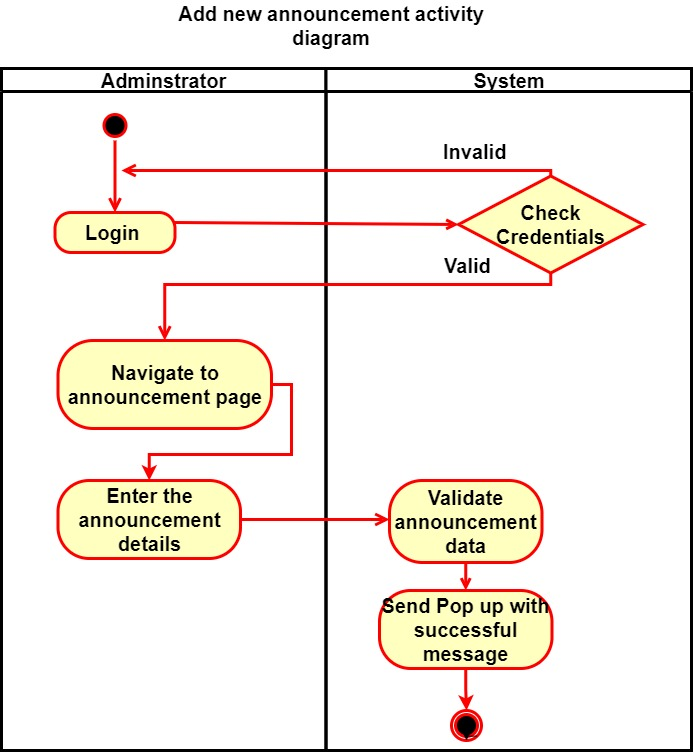 Add new announcement activity
diagram
Adminstrator
System
Invalid
Login
Check
Credentials
Valid
Navigate to
announcement page
Enter the
announcement
details
Validate
announcement
data
Send Pop up with
successful
message